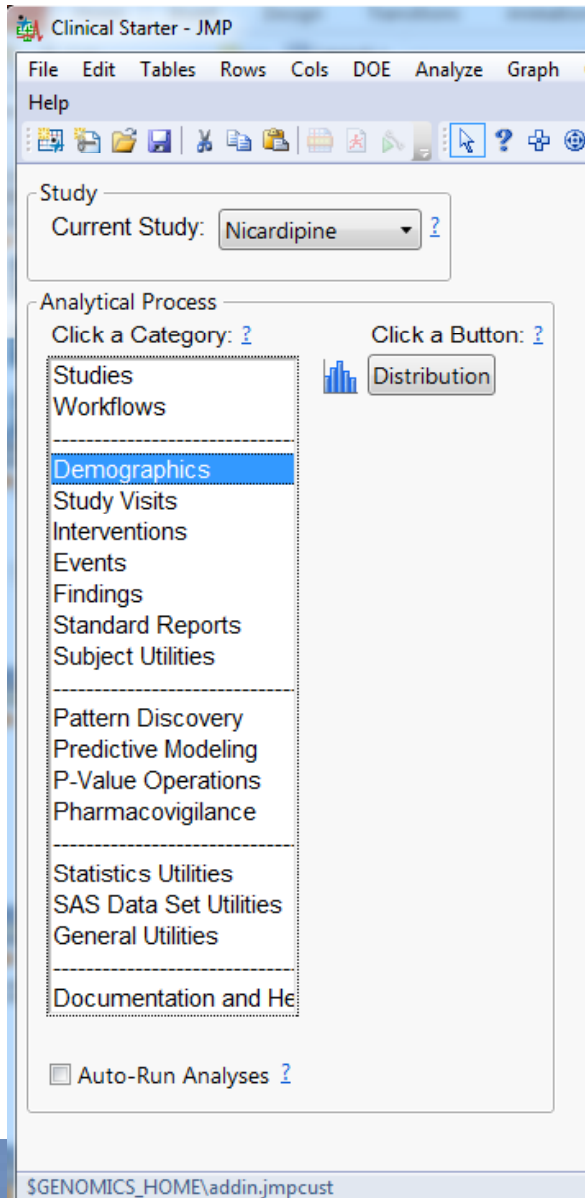 Clinical Starter - JMP
File Edit Tables Rows Cols DOE Analyze Graph
Help
Study
Current Study: Nicardipine ?
Analytical Process
Click a Category: ? Click a Button: ?
Studies Distribution
Workflows
--------------------------------
Demographics
Study Visits
Interventions
Events
Findings
Standard Reports
Subject Utilities
--------------------------------
Pattern Discovery
Predictive Modeling
P-Value Operations
Pharmacovigilance
--------------------------------
Statistics Utilities
SAS Data Set Utilities
General Utilities
--------------------------------
Documentation and He
Auto-Run Analyses ?
$GENOMICS_HOME\addin.jmpcust